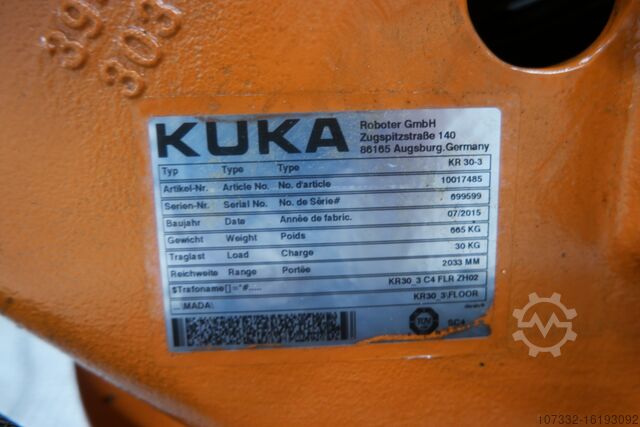 303
KUKA
Roboter GmbH
Zugspitzstraße 140
86165 Augsburg.Germany
Typ Type Type KR 30-3
Artikel-Nr. Article No. No. d'article 10017485
Serien-Nr. Serial No. No. de Série# 699599
Baujahr Date Année de fabric. 07/2015
Gewicht Weight Poids 665 KG
Traglast Load Charge 30 KG
Reichweite Range Portée 2033 MM
$Trafoname[]="#..... KR30_3 C4 FLR ZH02
...\MADA\ KR30_3\FLOOR
107332-16193092